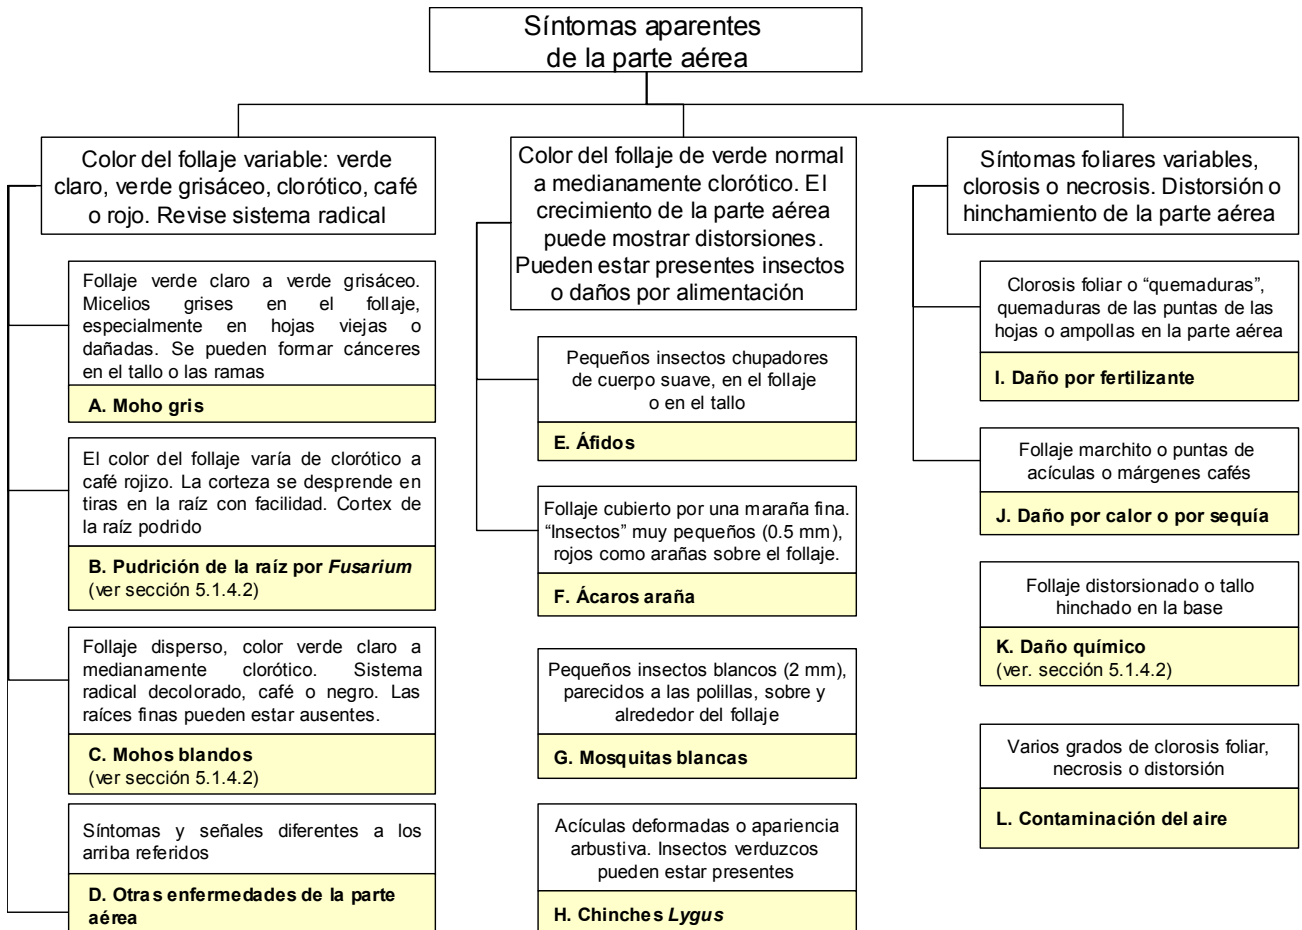 Síntomas aparentes
de la parte aérea
Color del follaje variable: verde
claro, verde grisáceo, clorótico, café
o rojo. Revise sistema radical
Follaje verde claro a verde grisáceo.
Micelios grises en el follaje,
especialmente en hojas viejas o
dañadas. Se pueden formar cánceres
en el tallo o las ramas
A. Moho gris
El color del follaje varía de clorótico a
café rojizo. La corteza se desprende en
tiras en la raíz con facilidad. Cortex de
la raíz podrido
B. Pudrición de la raíz por Fusarium
(ver sección 5.1.4.2)
Follaje disperso, color verde claro a
medianamente clorótico. Sistema
radical decolorado, café o negro. Las
raíces finas pueden estar ausentes.
C. Mohos blandos
(ver sección 5.1.4.2)
Síntomas y señales diferentes a los
arriba referidos
D. Otras enfermedades de la parte
aérea
Color del follaje de verde normal
a medianamente clorótico. El
crecimiento de la parte aérea
puede mostrar distorsiones.
Pueden estar presentes insectos
o daños por alimentación
Pequeños insectos chupadores
de cuerpo suave, en el follaje
o en el tallo
E. Áfidos
Follaje cubierto por una maraña fina.
“Insectos” muy pequeños (0.5 mm),
rojos como arañas sobre el follaje.
F. Ácaros araña
Pequeños insectos blancos (2 mm),
parecidos a las polillas, sobre y
alrededor del follaje
G. Mosquitas blancas
Acículas deformadas o apariencia
arbustiva. Insectos verduzcos
pueden estar presentes
H. Chinches Lygus
Síntomas foliares variables,
clorosis o necrosis. Distorsión o
hinchamiento de la parte aérea
Clorosis foliar o “quemaduras”,
quemaduras de las puntas de las
hojas o ampollas en la parte aérea
I. Daño por fertilizante
Follaje marchito o puntas de
acículas o márgenes cafés
J. Daño por calor o por sequía
Follaje distorsionado o tallo
hinchado en la base
K. Daño químico
(ver. sección 5.1.4.2)
Varios grados de clorosis foliar,
necrosis o distorsión
L. Contaminación del aire